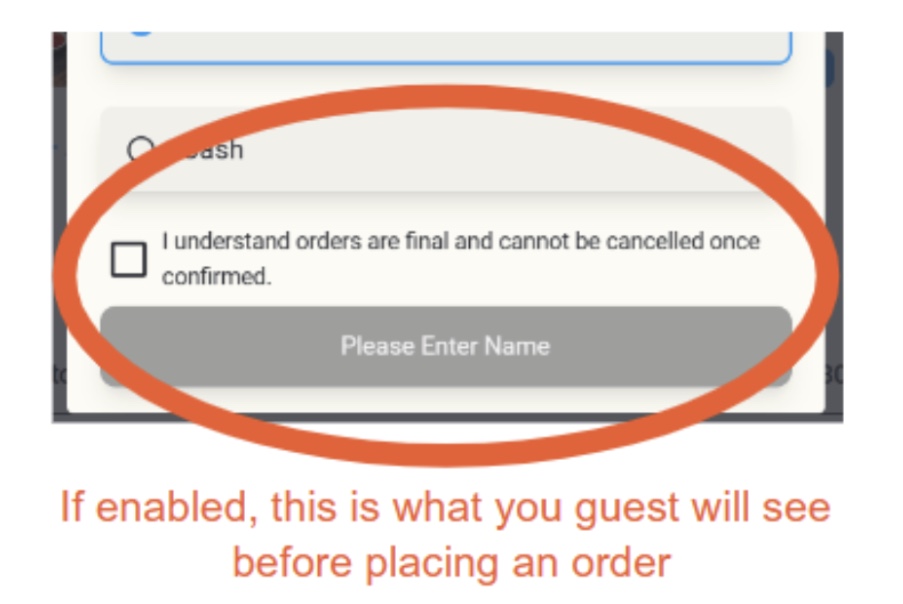 I understand orders are final and cannot be cancelled once
confirmed.
Please Enter Name
If enabled, this is what you guest will see
before placing an order